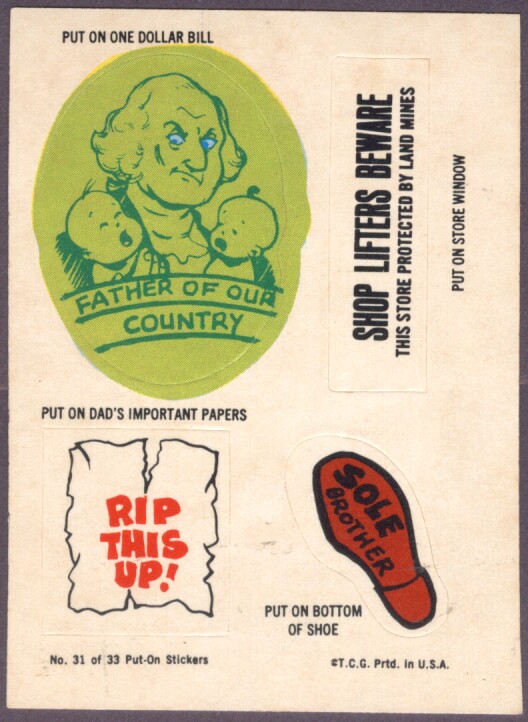 PUT ON ONE DOLLAR BILL
FATHER OF OUR
COUNTRY
SHOP LIFTERS BEWARE
THIS STORE PROTECTED BY LAND MINES
PUT ON STORE WINDOW
PUT ON DAD'S IMPORTANT PAPERS
RIP
THIS
UP!
SOLE
BROTHER
PUT ON BOTTOM
OF SHOE
No. 31 of 33 Put-On Stickers
©T.C.G. Prtd. in U.S.A.